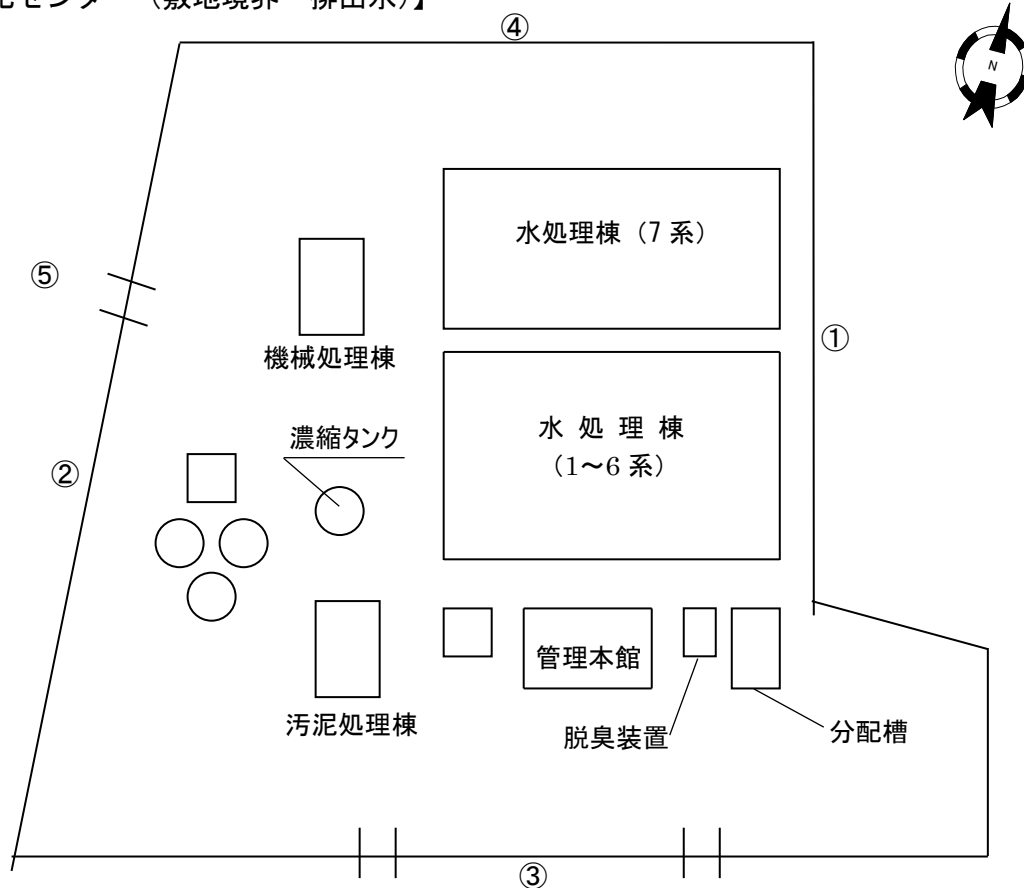 化センター （敷地境界 排出水）】
④
N
水処理棟（7 系）
⑤
①
機械処理棟
濃縮タンク
水 処 理 棟
（1～6 系）
②
管理本館
汚泥処理棟
脱臭装置
分配槽
③